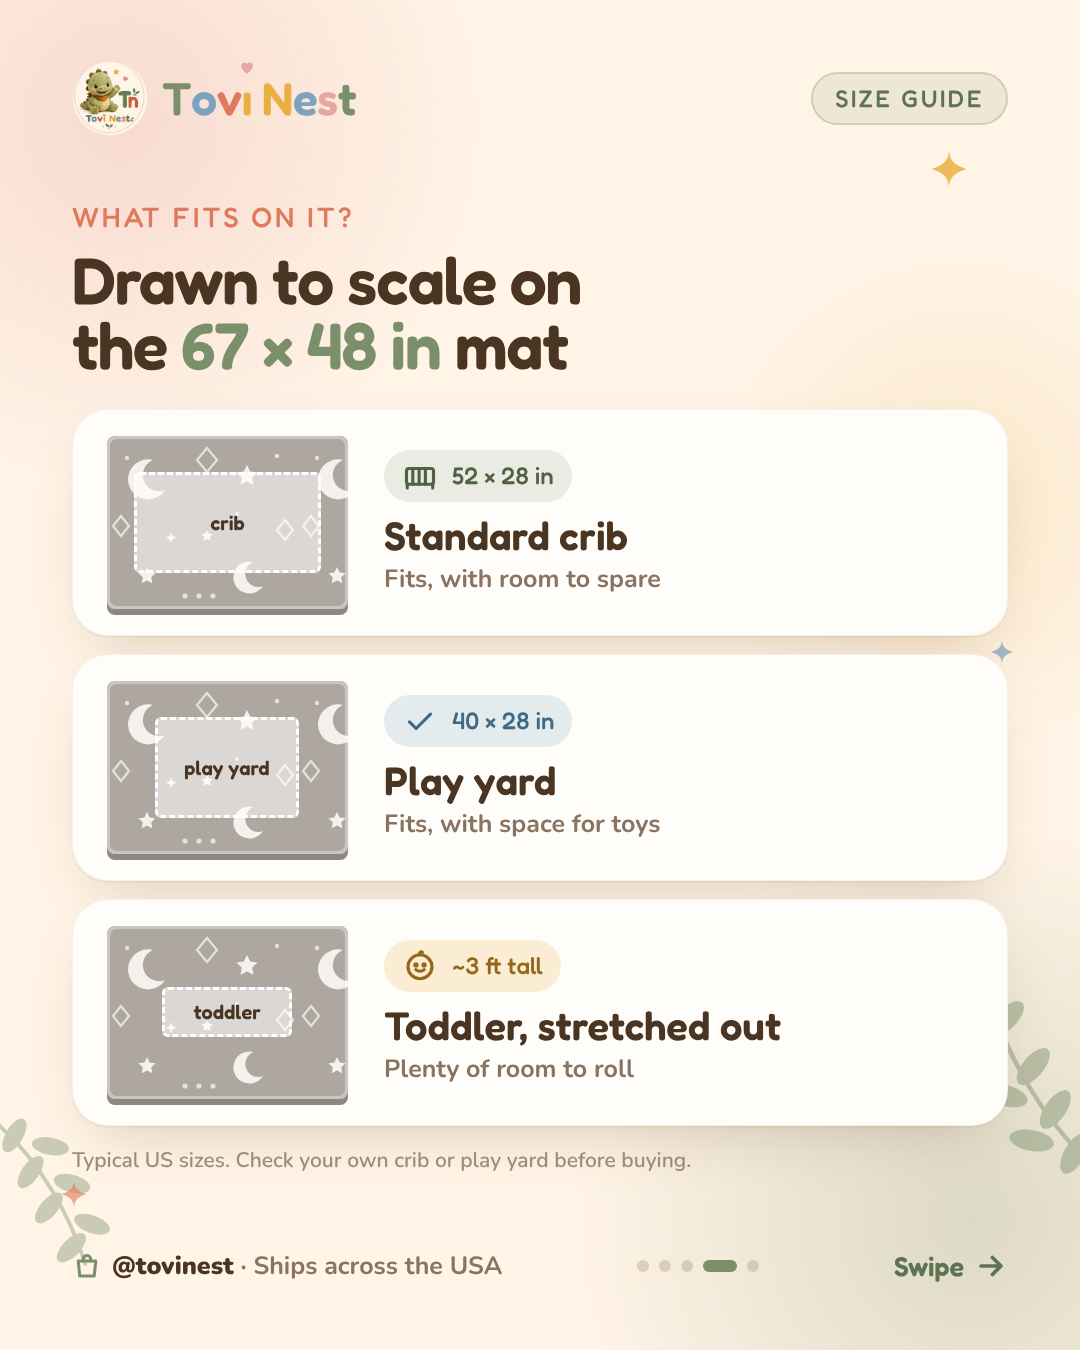 Tn
Tovi Nest
Tovi Nest
SIZE GUIDE
WHAT FITS ON IT?
Drawn to scale on
the 67 × 48 in mat
crib
52 × 28 in
Standard crib
Fits, with room to spare
play yard
40 × 28 in
Play yard
Fits, with space for toys
toddler
~3 ft tall
Toddler, stretched out
Plenty of room to roll
Typical US sizes. Check your own crib or play yard before buying.
@tovinest · Ships across the USA
Swipe